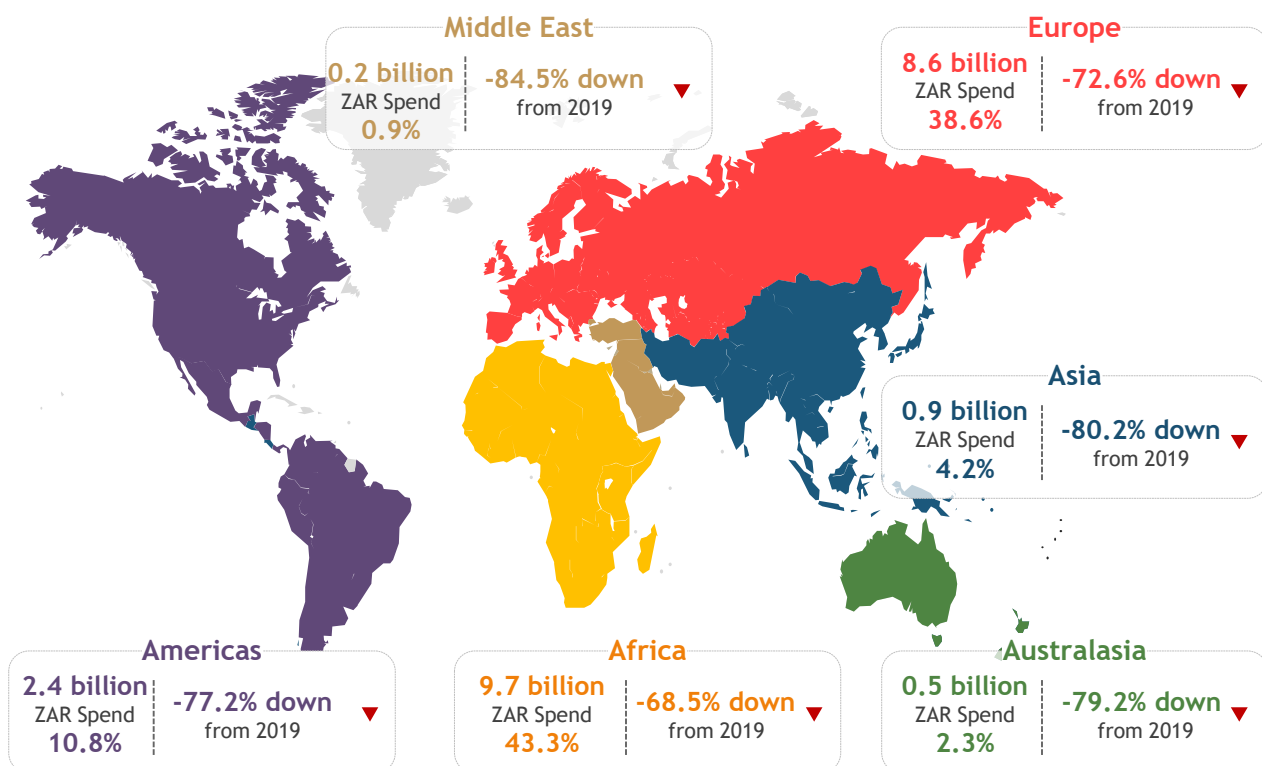 Middle East
0.2 billion
ZAR Spend
0.9%
-84.5% down
from 2019
Europe
8.6 billion
ZAR Spend
38.6%
-72.6% down
from 2019
Asia
0.9 billion
ZAR Spend
4.2%
-80.2% down
from 2019
Americas
2.4 billion
ZAR Spend
10.8%
-77.2% down
from 2019
Africa
9.7 billion
ZAR Spend
43.3%
-68.5% down
from 2019
Australasia
0.5 billion
ZAR Spend
2.3%
-79.2% down
from 2019